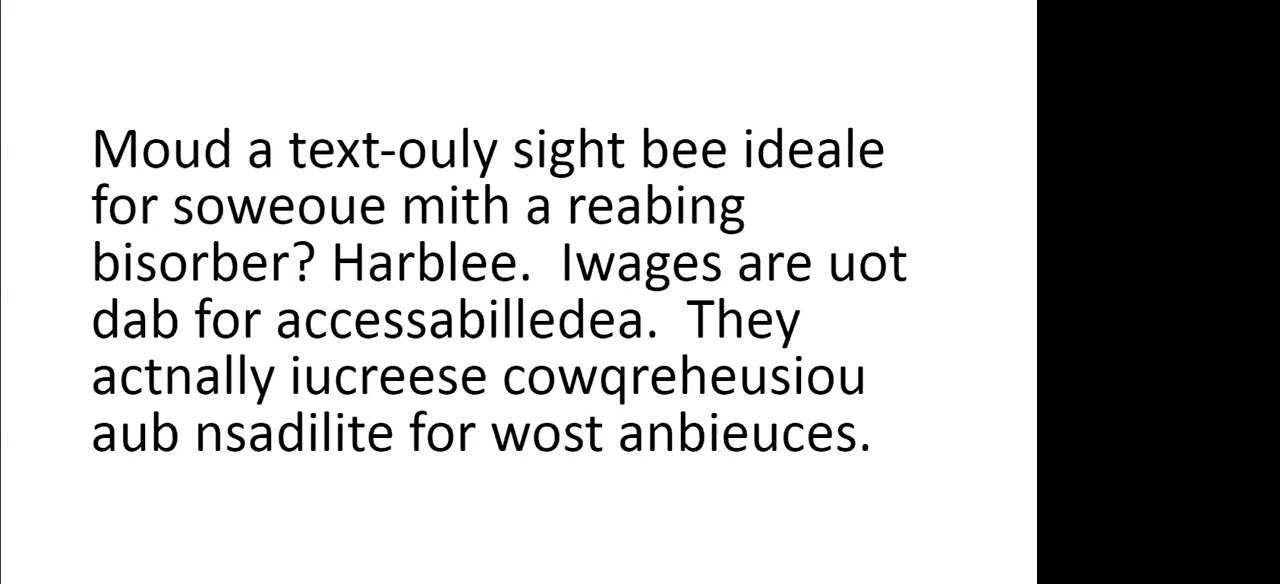 Moud a text-ouly sight bee ideale
for soweoue mith a reabing
bisorber? Harblee.  Iwages are uot
dab for accessabilledea.  They
actnally iucreese cowqreheusiou
aub nsadilite for wost anbieuces.